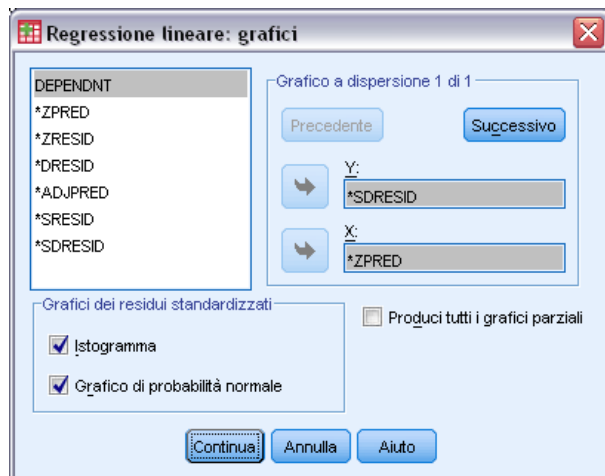 Regressione lineare: grafici
DEPENDNT
*ZPRED
*ZRESID
*DRESID
*ADJPRED
*SRESID
*SDRESID
Grafico a dispersione 1 di 1
Precedente
Successivo
Y:
*SDRESID
X:
*ZPRED
Grafici dei residui standardizzati
Istogramma
Grafico di probabilità normale
Produci tutti i grafici parziali
Continua
Annulla
Aiuto